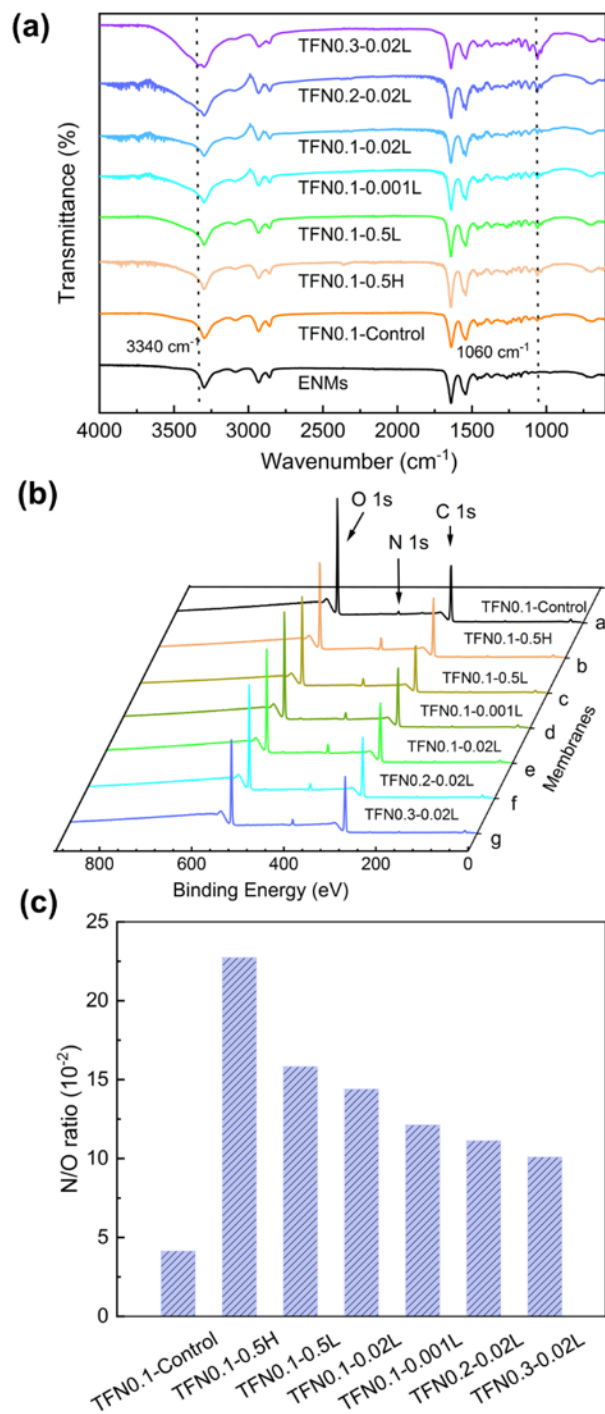 (a)
TFN0.3-0.02L
TFN0.2-0.02L
TFN0.1-0.02L
TFN0.1-0.001L
TFN0.1-0.5L
TFN0.1-0.5H
TFN0.1-Control
3340 cm⁻¹
1060 cm⁻¹
ENMs
Transmittance (%)
4000 3500 3000 2500 2000 1500 1000
Wavenumber (cm⁻¹)
(b)
O 1s
N 1s
C 1s
TFN0.1-Control
a
TFN0.1-0.5H
b
TFN0.1-0.5L
c
TFN0.1-0.001L
d
TFN0.1-0.02L
e
TFN0.2-0.02L
f
TFN0.3-0.02L
g
Membranes
800 600 400 200 0
Binding Energy (eV)
(c)
25
20
15
10
5
0
N/O ratio (10⁻²)
TFN0.1-Control
TFN0.1-0.5H
TFN0.1-0.5L
TFN0.1-0.02L
TFN0.1-0.001L
TFN0.2-0.02L
TFN0.3-0.02L